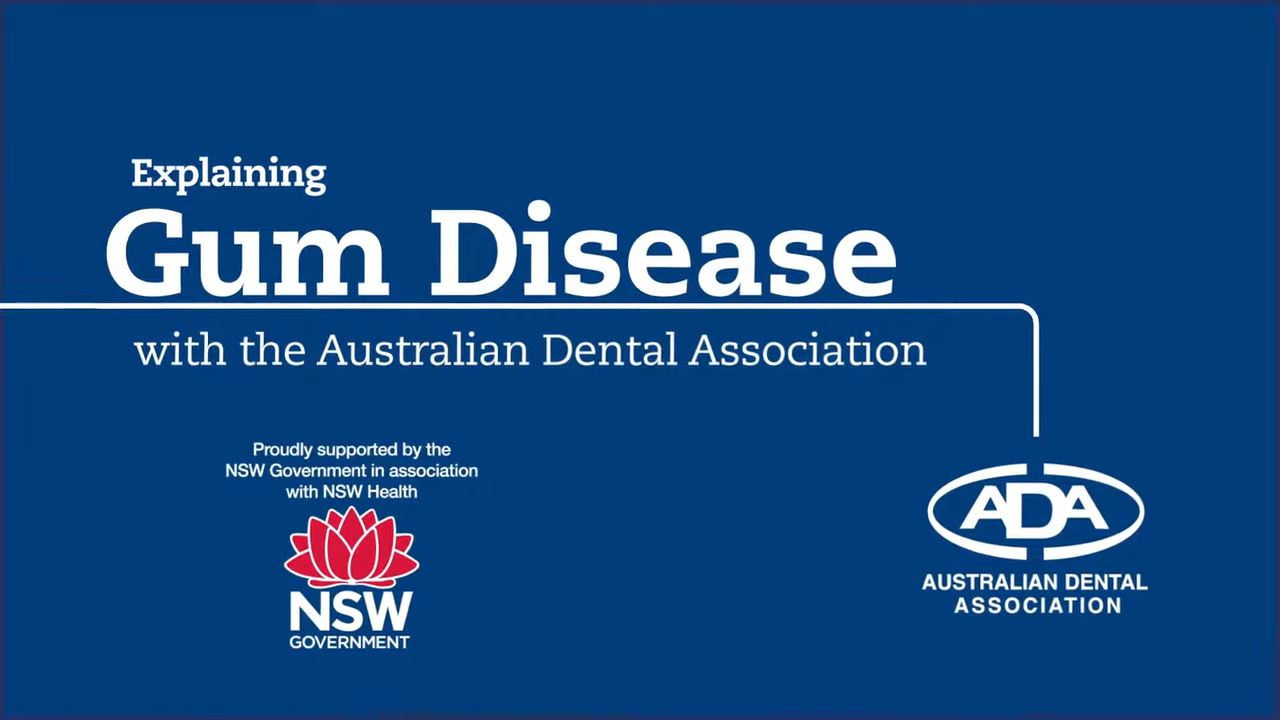 Explaining
Gum Disease
with the Australian Dental Association
Proudly supported by the
NSW Government in association
with NSW Health
NSW
GOVERNMENT
ADA
AUSTRALIAN DENTAL
ASSOCIATION